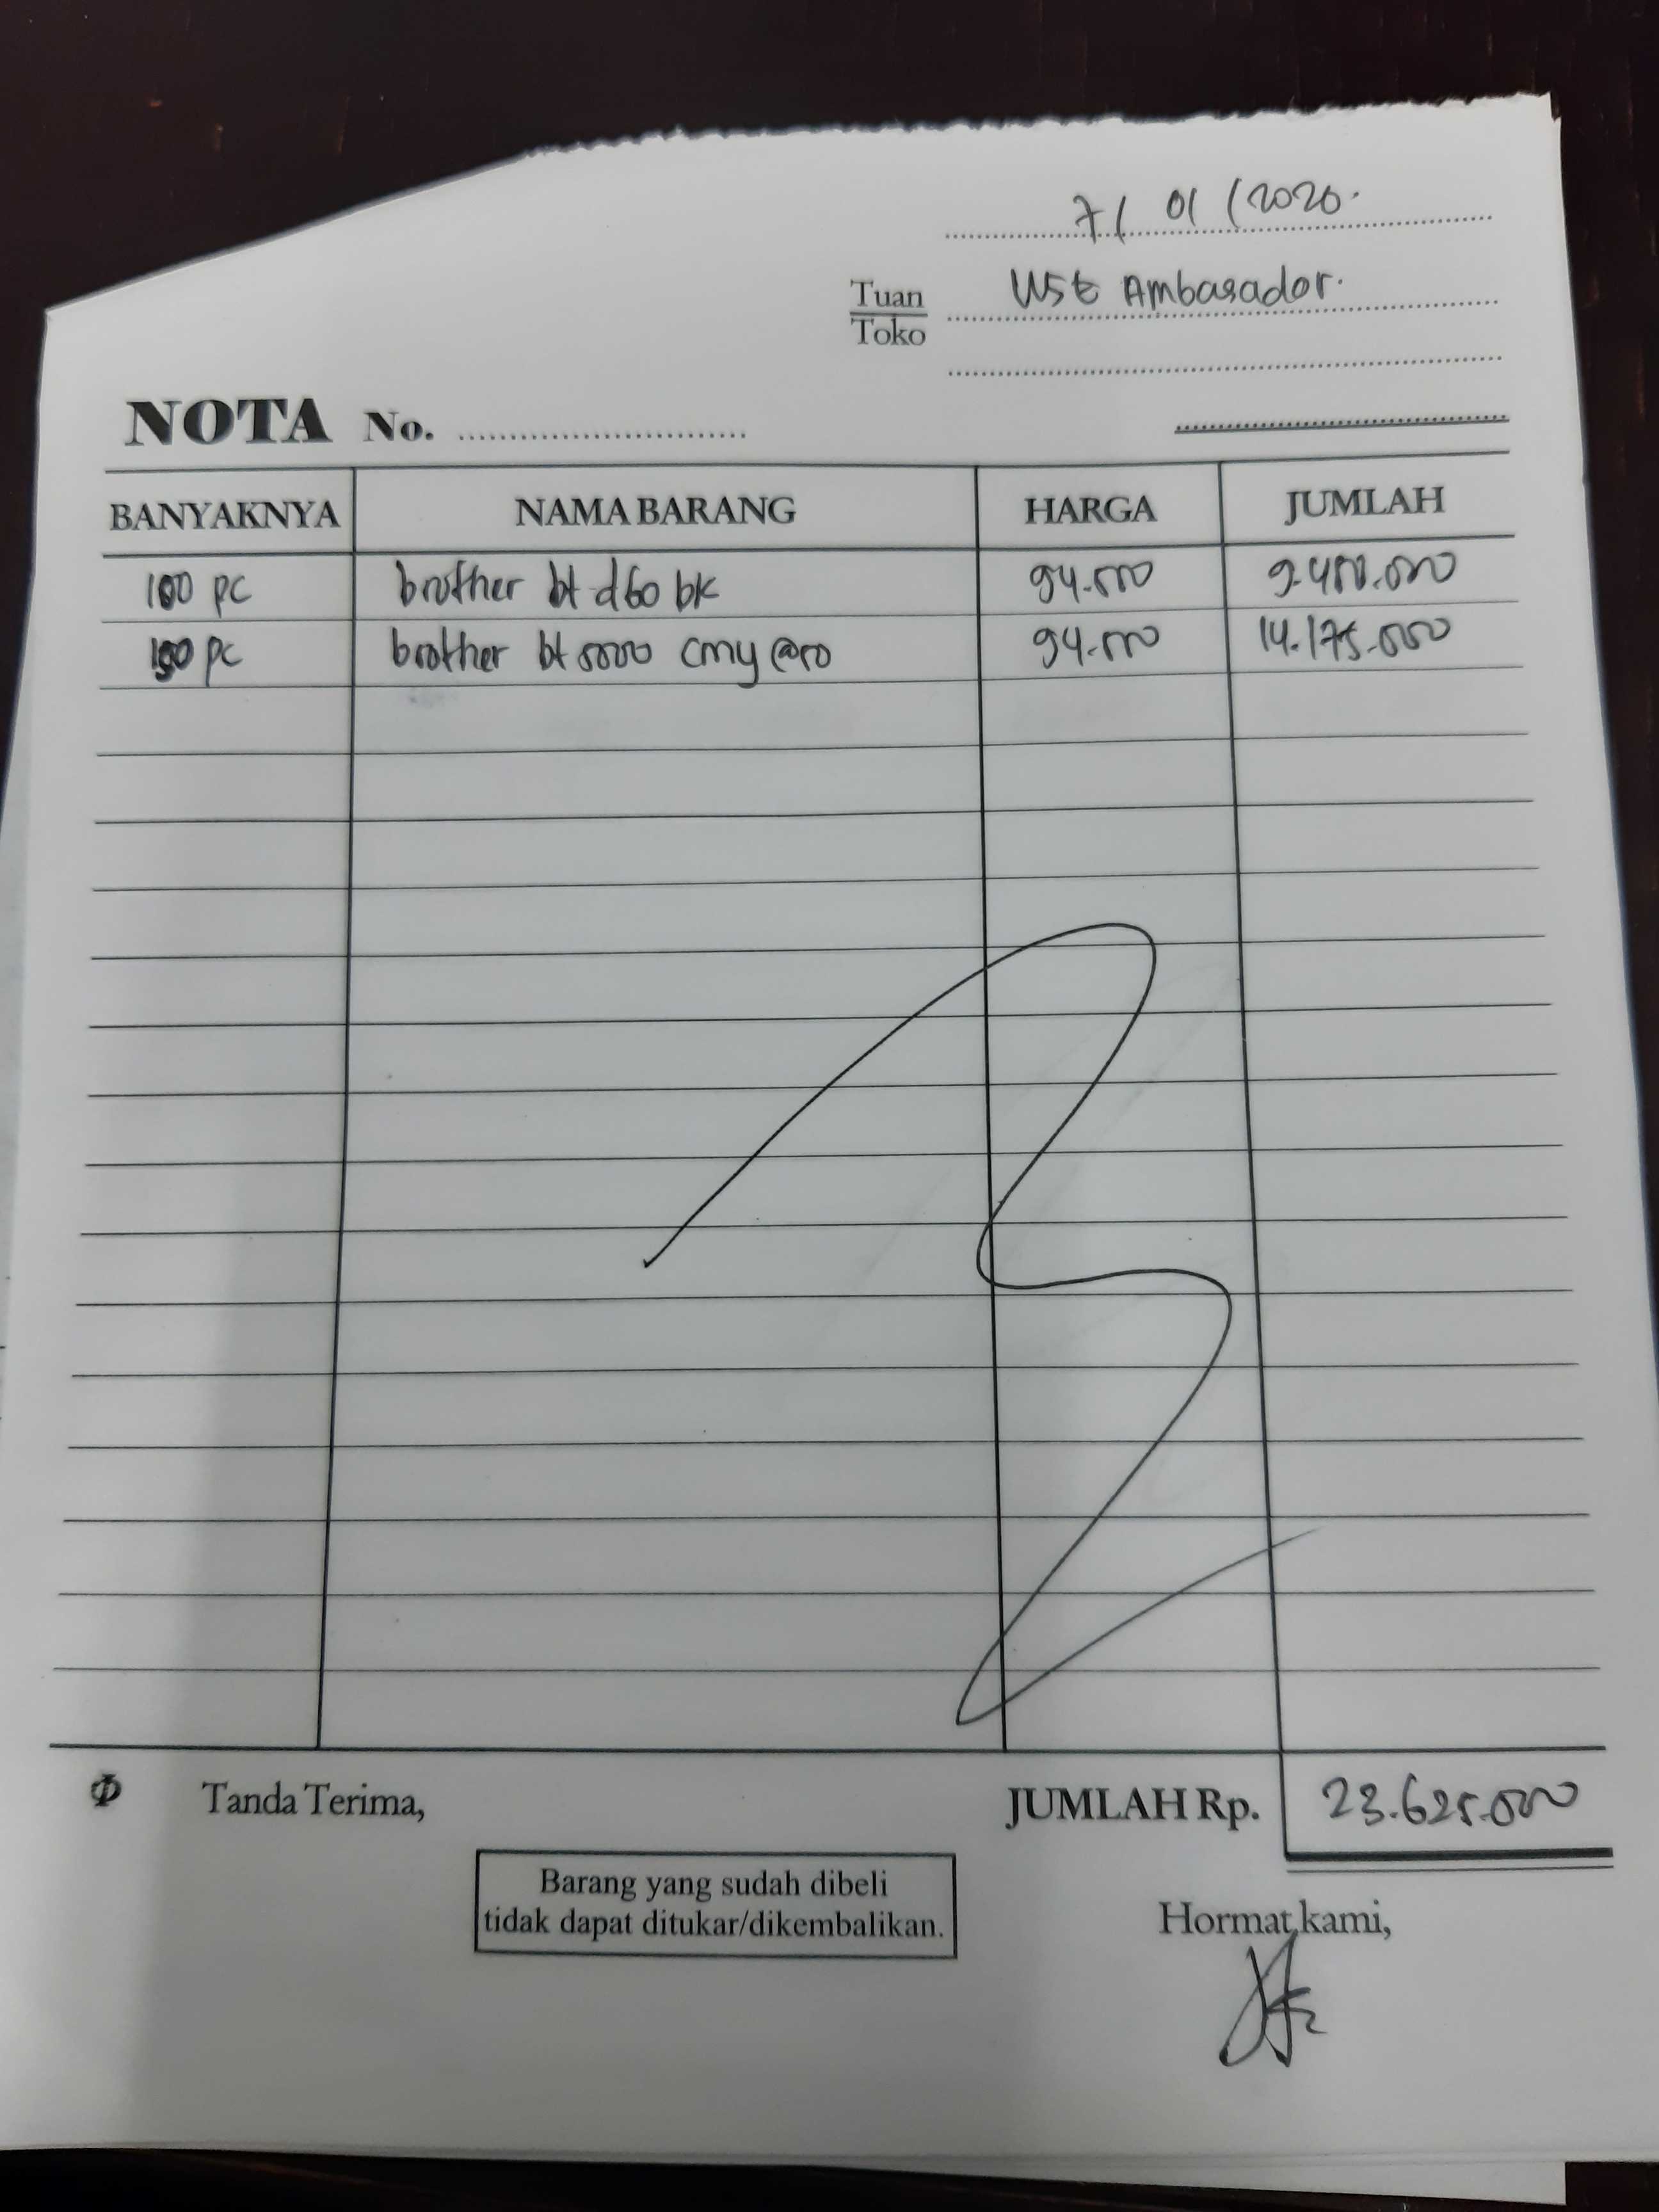 7/01/2026.
Tuan
Toko
Ambasador.
NOTA No.
BANYAKNYA NAMA BARANG HARGA JUMLAH
100 pc brother bt d60 bk 94.500 9.450.000
150 pc brother bt 5000 cmy @50 94.500 14.175.000
Tanda Terima, JUMLAH Rp. 23.625.000
Barang yang sudah dibeli
tidak dapat ditukar/dikembalikan.
Hormat kami,